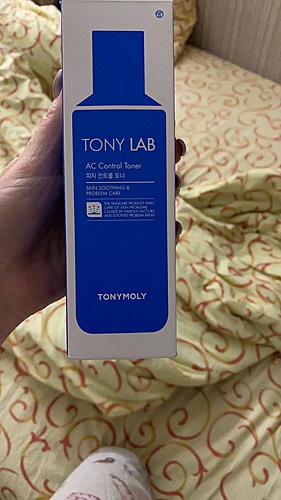 TONY LAB
AC Control Toner
피지 컨트롤 토너
SKIN SOOTHING &
PROBLEM CARE
THE SKINCARE PRODUCT TAKES
CARE OF SKIN PROBLEMS
CAUSED BY VARIOUS FACTORS
AND SOOTHES PROBLEM AREAS
TONYMOLY